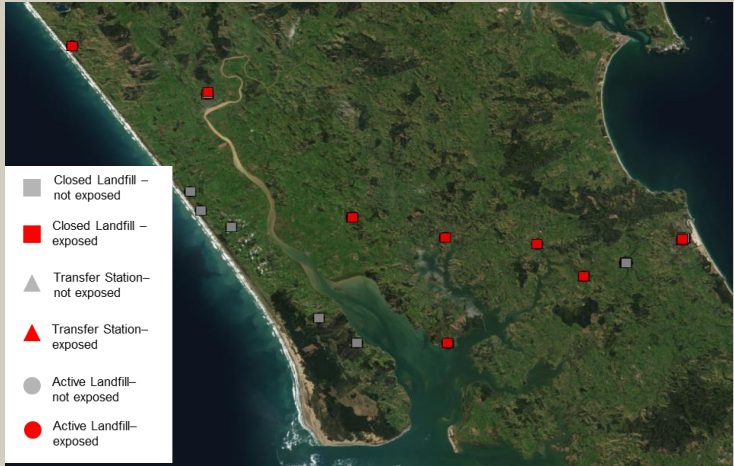 Closed Landfill –
not exposed
Closed Landfill –
exposed
Transfer Station–
not exposed
Transfer Station–
exposed
Active Landfill–
not exposed
Active Landfill–
exposed